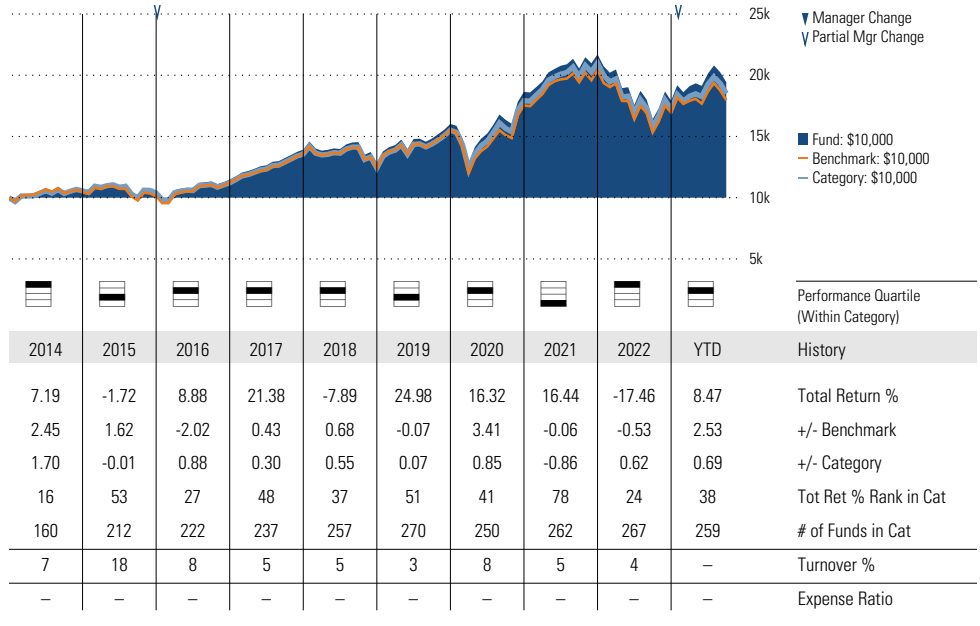 25k
▼ Manager Change
∨ Partial Mgr Change
20k
15k
Fund: $10,000
Benchmark: $10,000
Category: $10,000
10k
5k
Performance Quartile
(Within Category)
2014 2015 2016 2017 2018 2019 2020 2021 2022 YTD History
7.19 -1.72 8.88 21.38 -7.89 24.98 16.32 16.44 -17.46 8.47 Total Return %
2.45 1.62 -2.02 0.43 0.68 -0.07 3.41 -0.06 -0.53 2.53 +/- Benchmark
1.70 -0.01 0.88 0.30 0.55 0.07 0.85 -0.86 0.62 0.69 +/- Category
16 53 27 48 37 51 41 78 24 38 Tot Ret % Rank in Cat
160 212 222 237 257 270 250 262 267 259 # of Funds in Cat
7 18 8 5 5 3 8 5 4 – Turnover %
– – – – – – – – – – Expense Ratio